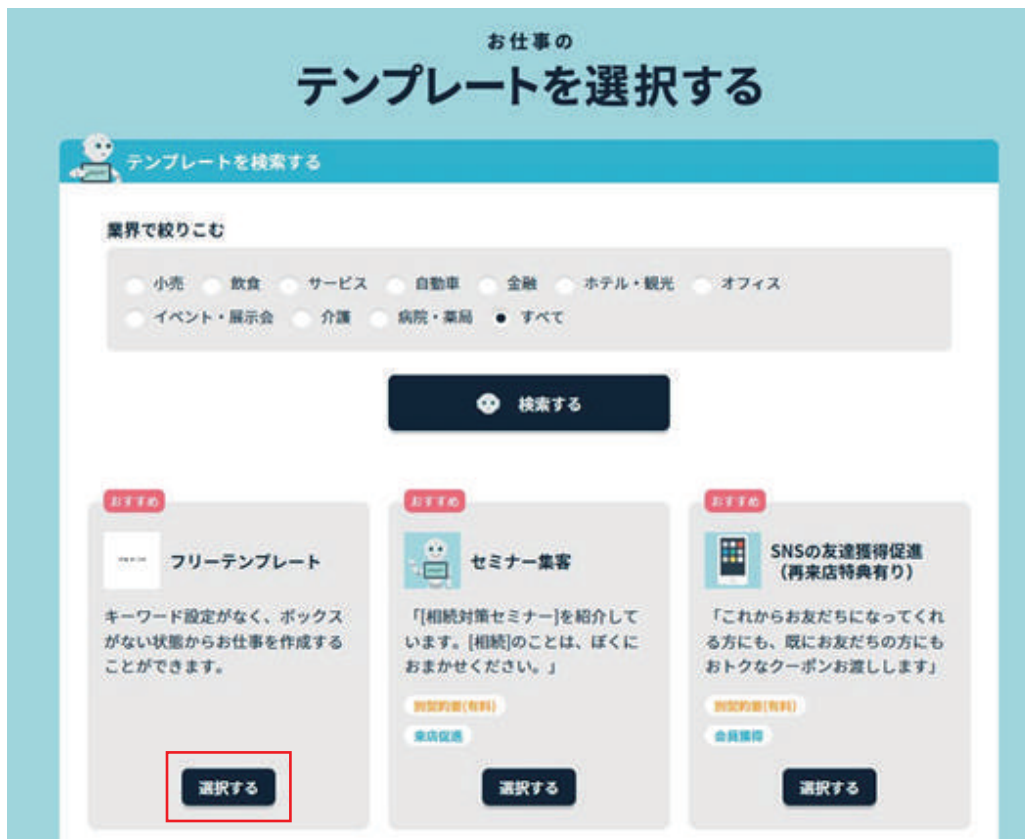 お仕事の
テンプレートを選択する
テンプレートを検索する
業界で絞りこむ
小売 飲食 サービス 自動車 金融 ホテル・観光 オフィス
イベント・展示会 介護 病院・薬局 すべて
検索する
おすすめ
フリーテンプレート
キーワード設定がなく、ボックス
がない状態からお仕事を作成する
ことができます。
選択する
おすすめ
セミナー集客
「[相続対策セミナー]を紹介して
います。[相続]のことは、ぼくに
おまかせください。」
別契約要(有料)
来店促進
選択する
おすすめ
SNSの友達獲得促進
(再来店特典有り)
「これからお友だちになってくれ
る方にも、既にお友だちの方にも
おトクなクーポンお渡しします」
別契約要(有料)
会員獲得
選択する